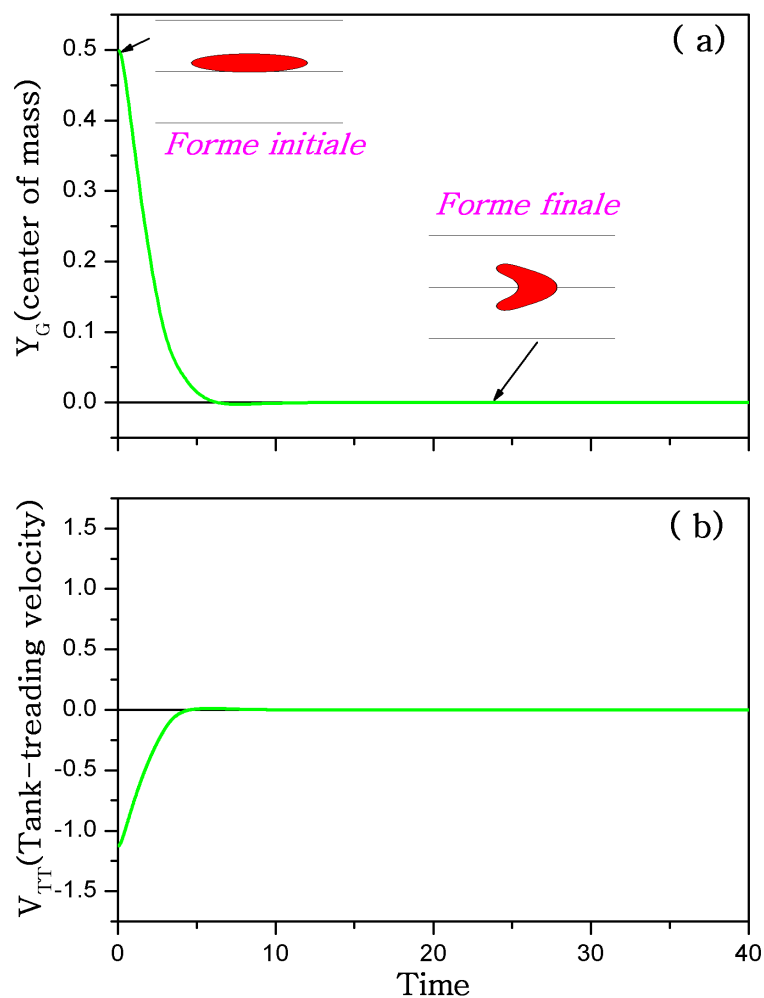 ( a)
0.5
0.4
0.3
0.2
0.1
0.0
Y_G(center of mass)
Forme initiale
Forme finale
( b)
1.5
1.0
0.5
0.0
-0.5
-1.0
-1.5
V_TT(Tank-treading velocity)
0 10 20 30 40
Time